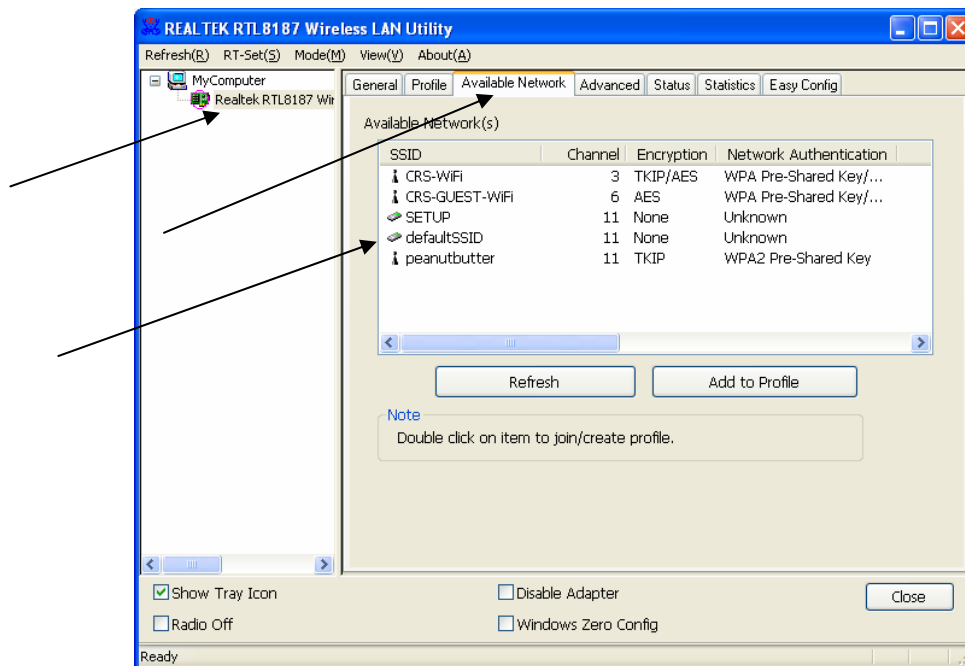 REALTEK RTL8187 Wireless LAN Utility
Refresh(R) RT-Set(S) Mode(M) View(V) About(A)
MyComputer
Realtek RTL8187 Wir
General Profile Available Network Advanced Status Statistics Easy Config
Available Network(s)
SSID Channel Encryption Network Authentication
CRS-WiFi 3 TKIP/AES WPA Pre-Shared Key/...
CRS-GUEST-WiFi 6 AES WPA Pre-Shared Key/...
SETUP 11 None Unknown
defaultSSID 11 None Unknown
peanutbutter 11 TKIP WPA2 Pre-Shared Key
Refresh Add to Profile
Note
Double click on item to join/create profile.
Show Tray Icon Disable Adapter Close
Radio Off Windows Zero Config
Ready